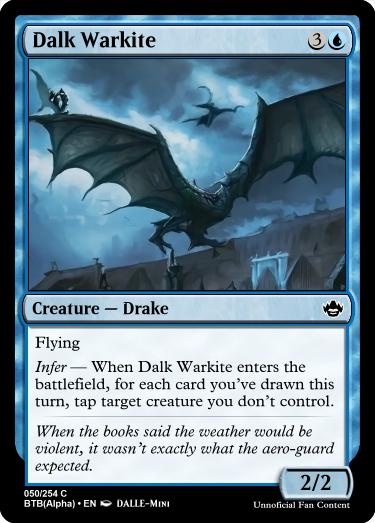 Dalk Warkite 3
Creature — Drake
Flying
Infer — When Dalk Warkite enters the
battlefield, for each card you've drawn this
turn, tap target creature you don't control.
When the books said the weather would be
violent, it wasn't exactly what the aero-guard
expected.
2/2
050/254 C
BTB(Alpha) • EN DALLE-Mini
Unofficial Fan Content